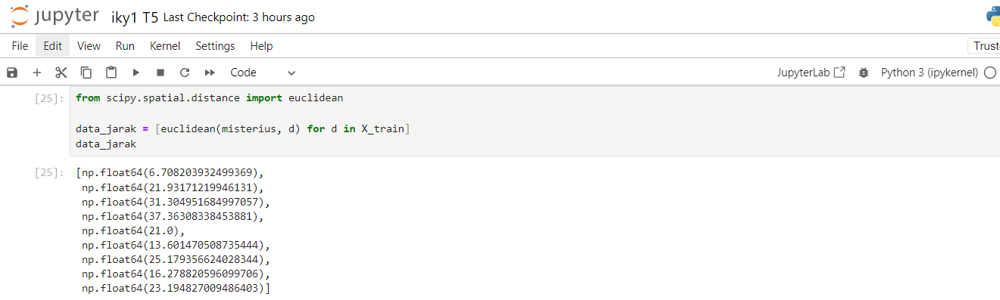 jupyter iky1 T5 Last Checkpoint: 3 hours ago
File Edit View Run Kernel Settings Help Trust
Code JupyterLab Python 3 (ipykernel)
[25]: from scipy.spatial.distance import euclidean
data_jarak = [euclidean(misterius, d) for d in X_train]
data_jarak
[25]: [np.float64(6.708203932499369),
np.float64(21.93171219946131),
np.float64(31.304951684997057),
np.float64(37.36308338453881),
np.float64(21.0),
np.float64(13.601470508735444),
np.float64(25.179356624028344),
np.float64(16.278820596099706),
np.float64(23.194827009486403)]